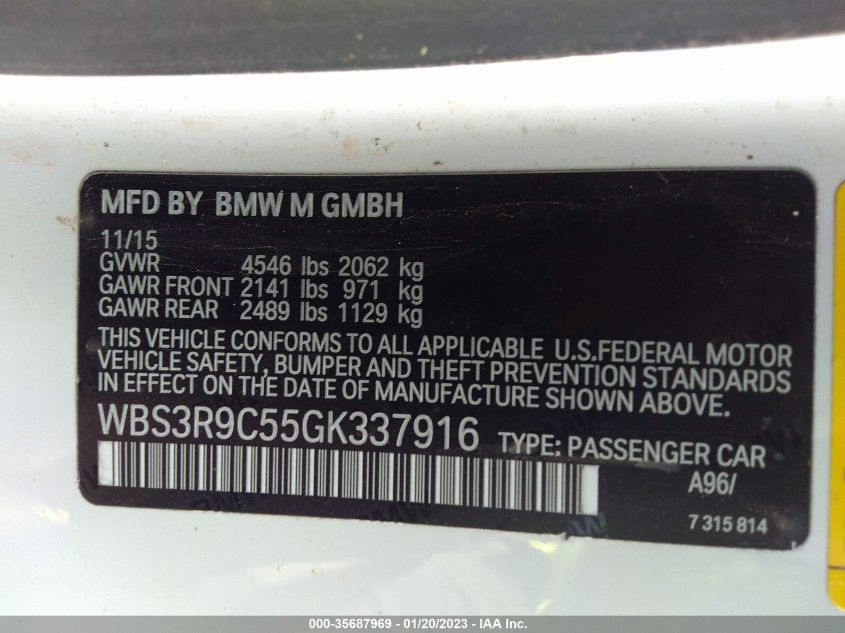 MFD BY BMW M GMBH
11/15
GVWR 4546 lbs 2062 kg
GAWR FRONT 2141 lbs 971 kg
GAWR REAR 2489 lbs 1129 kg
THIS VEHICLE CONFORMS TO ALL APPLICABLE U.S.FEDERAL MOTOR
VEHICLE SAFETY, BUMPER AND THEFT PREVENTION STANDARDS
IN EFFECT ON THE DATE OF MANUFACTURE SHOWN ABOVE.
WBS3R9C55GK337916 TYPE: PASSENGER CAR
A96/
7 315 814
000-35687969 - 01/20/2023 - IAA Inc.